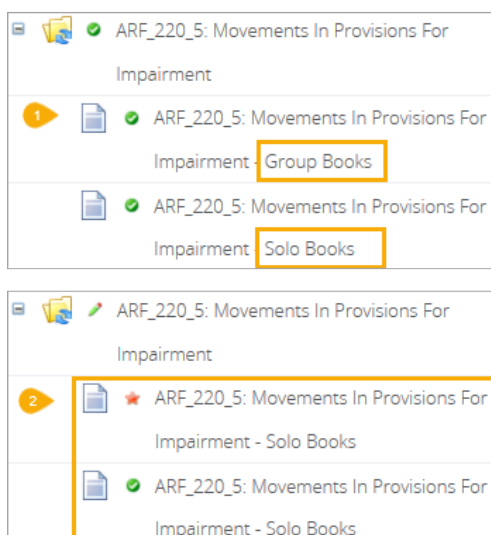 ARF_220_5: Movements In Provisions For
Impairment
1
ARF_220_5: Movements In Provisions For
Impairment - Group Books
ARF_220_5: Movements In Provisions For
Impairment - Solo Books
ARF_220_5: Movements In Provisions For
Impairment
2
ARF_220_5: Movements In Provisions For
Impairment - Solo Books
ARF_220_5: Movements In Provisions For
Impairment - Solo Books